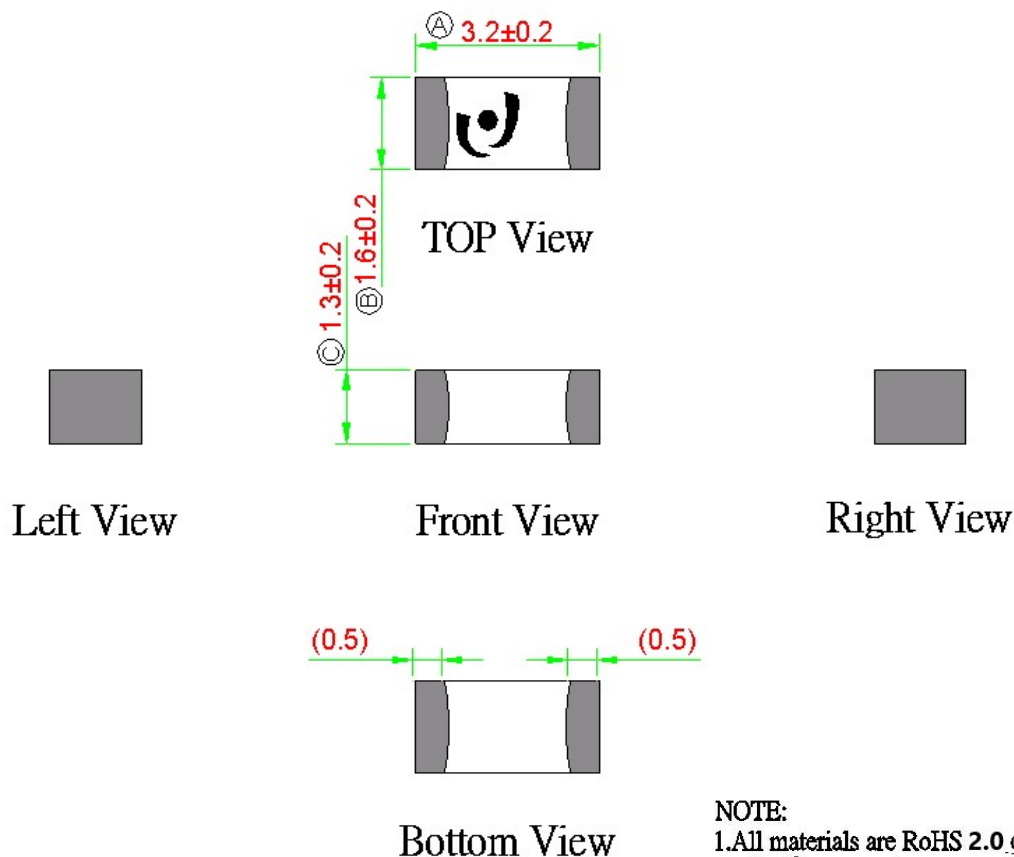 Ⓐ 3.2±0.2
TOP View
Ⓑ 1.6±0.2
Ⓒ 1.3±0.2
Left View
Front View
Right View
(0.5)
(0.5)
Bottom View
NOTE:
1.All materials are RoHS 2.0